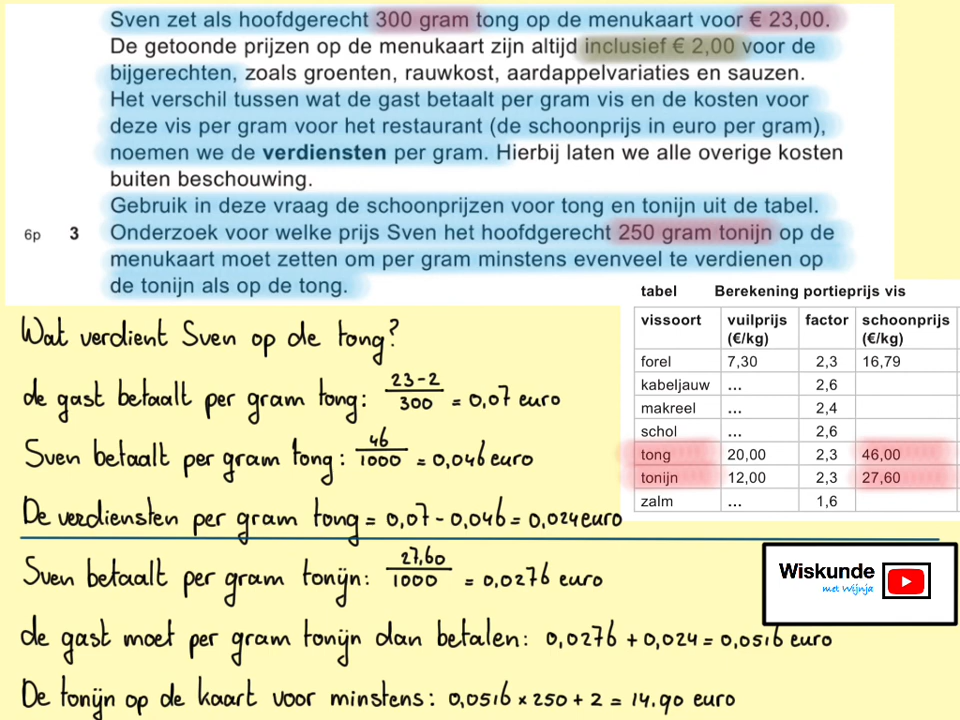 Sven zet als hoofdgerecht 300 gram tong op de menukaart voor € 23,00.
De getoonde prijzen op de menukaart zijn altijd inclusief € 2,00 voor de
bijgerechten, zoals groenten, rauwkost, aardappelvariaties en sauzen.
Het verschil tussen wat de gast betaalt per gram vis en de kosten voor
deze vis per gram voor het restaurant (de schoonprijs in euro per gram),
noemen we de verdiensten per gram. Hierbij laten we alle overige kosten
buiten beschouwing.
Gebruik in deze vraag de schoonprijzen voor tong en tonijn uit de tabel.
6p 3 Onderzoek voor welke prijs Sven het hoofdgerecht 250 gram tonijn op de
menukaart moet zetten om per gram minstens evenveel te verdienen op
de tonijn als op de tong.
tabel Berekening portieprijs vis
vissoort vuilprijs (€/kg) factor schoonprijs (€/kg)
forel 7,30 2,3 16,79
kabeljauw ... 2,6
makreel ... 2,4
schol ... 2,6
tong 20,00 2,3 46,00
tonijn 12,00 2,3 27,60
zalm ... 1,6
Wat verdient Sven op de tong?
de gast betaalt per gram tong: 23-2/300 = 0,07 euro
Sven betaalt per gram tong: 46/1000 = 0,046 euro
De verdiensten per gram tong = 0,07 - 0,046 = 0,024 euro
Sven betaalt per gram tonijn: 27,60/1000 = 0,0276 euro
de gast moet per gram tonijn dan betalen: 0,0276 + 0,024 = 0,0516 euro
De tonijn op de kaart voor minstens: 0,0516 × 250 + 2 = 14.90 euro
Wiskunde
met Wijnja